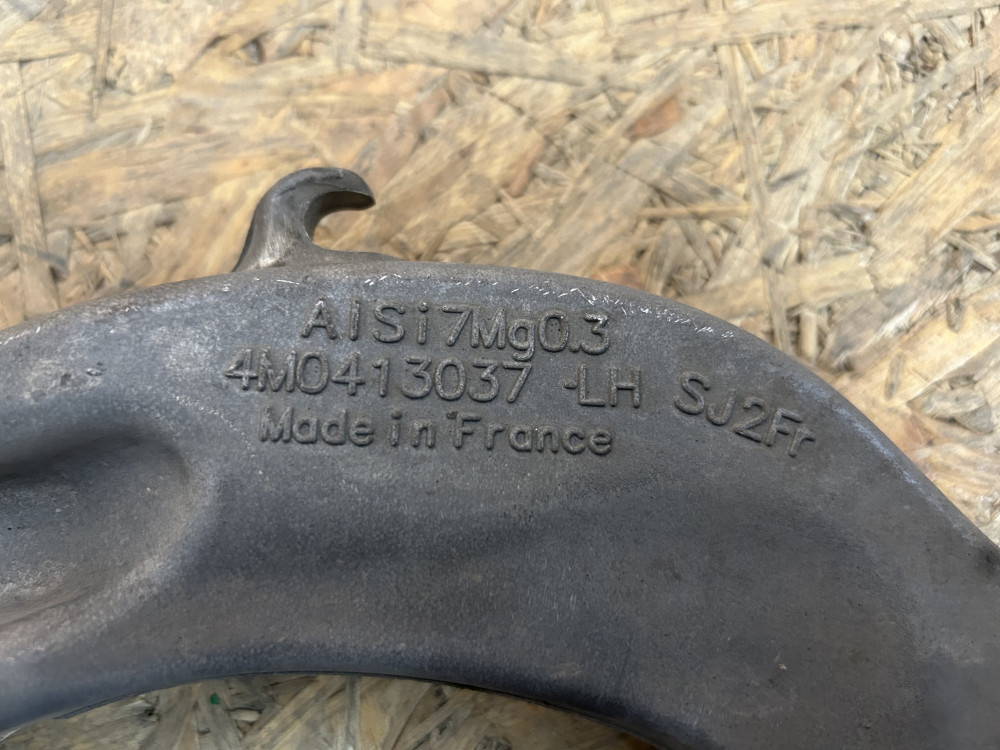 AlSi7Mg0.3
4M0413037 -LH SJ2Fr
Made in France